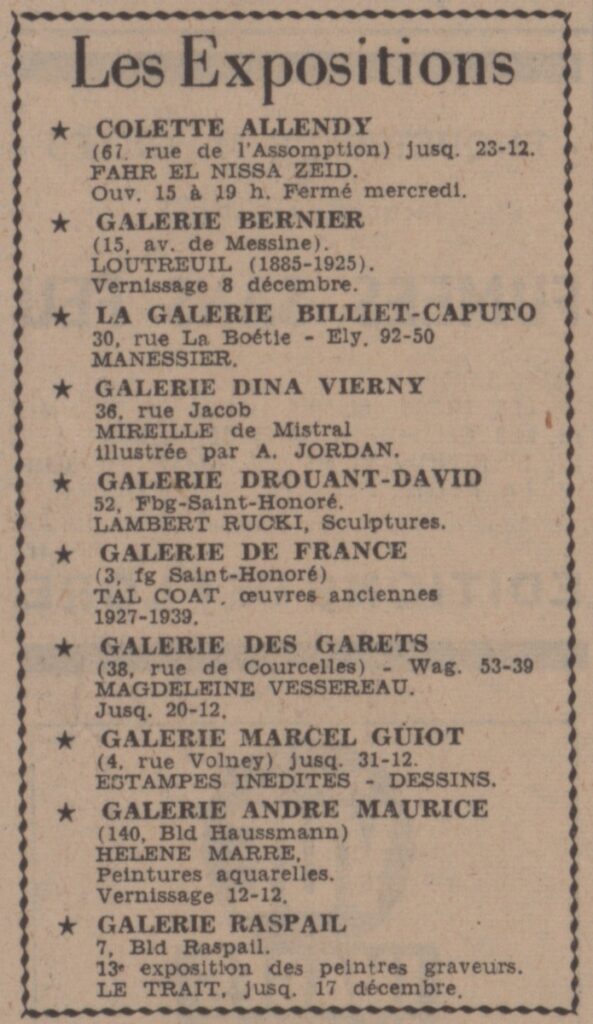 Les Expositions
★ COLETTE ALLENDY
(67, rue de l'Assomption) jusq. 23-12.
FAHR EL NISSA ZEID.
Ouv. 15 à 19 h. Fermé mercredi.
★ GALERIE BERNIER
(15, av. de Messine).
LOUTREUIL (1885-1925).
Vernissage 8 décembre.
★ LA GALERIE BILLIET-CAPUTO
30, rue La Boétie - Ely. 92-50
MANESSIER.
★ GALERIE DINA VIERNY
36, rue Jacob
MIREILLE de Mistral
illustrée par A. JORDAN.
★ GALERIE DROUANT-DAVID
52, Fbg-Saint-Honoré.
LAMBERT RUCKI, Sculptures.
★ GALERIE DE FRANCE
(3, fg Saint-Honoré)
TAL COAT, œuvres anciennes
1927-1939.
★ GALERIE DES GARETS
(38, rue de Courcelles) - Wag. 53-39
MAGDELEINE VESSEREAU.
Jusq. 20-12.
★ GALERIE MARCEL GUIOT
(4, rue Volney) jusq. 31-12.
ESTAMPES INEDITES - DESSINS.
★ GALERIE ANDRE MAURICE
(140, Bld Haussmann)
HELENE MARRE,
Peintures aquarelles.
Vernissage 12-12.
★ GALERIE RASPAIL
7, Bld Raspail.
13e exposition des peintres graveurs.
LE TRAIT, jusq. 17 décembre.